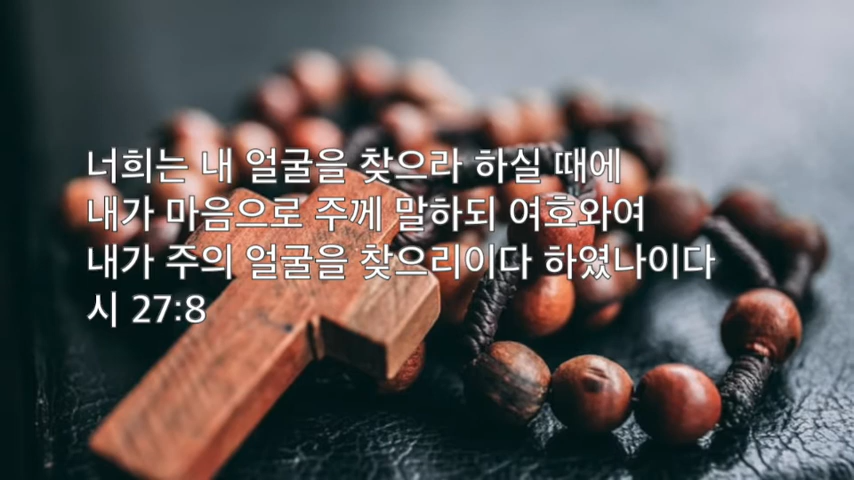 너희는 내 얼굴을 찾으라 하실 때에
내가 마음으로 주께 말하되 여호와여
내가 주의 얼굴을 찾으리이다 하였나이다
시 27:8